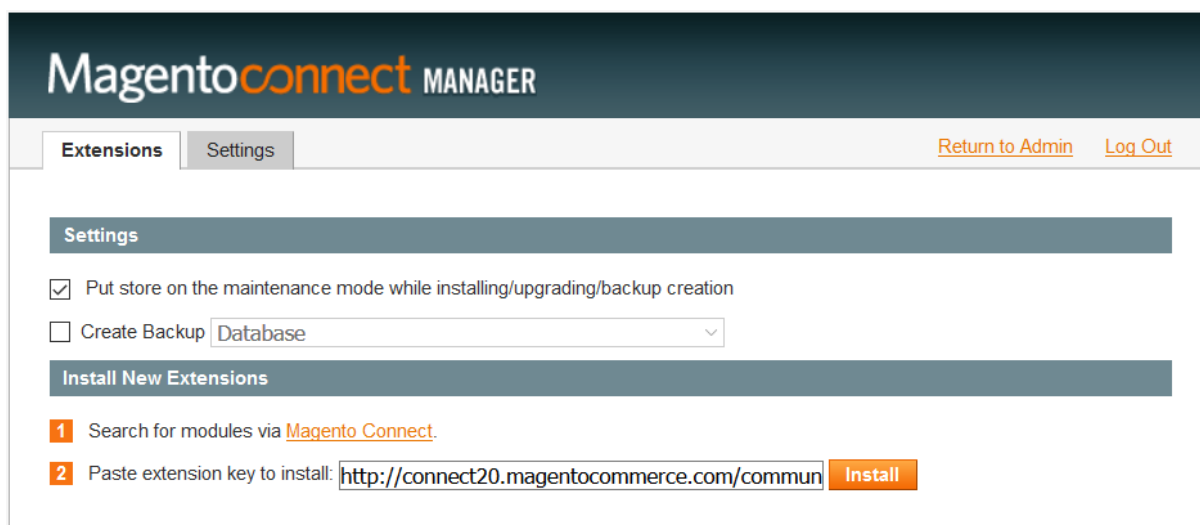 Magentoconnect MANAGER
Extensions Settings Return to Admin Log Out
Settings
Put store on the maintenance mode while installing/upgrading/backup creation
Create Backup Database
Install New Extensions
1 Search for modules via Magento Connect.
2 Paste extension key to install: http://connect20.magentocommerce.com/commun Install